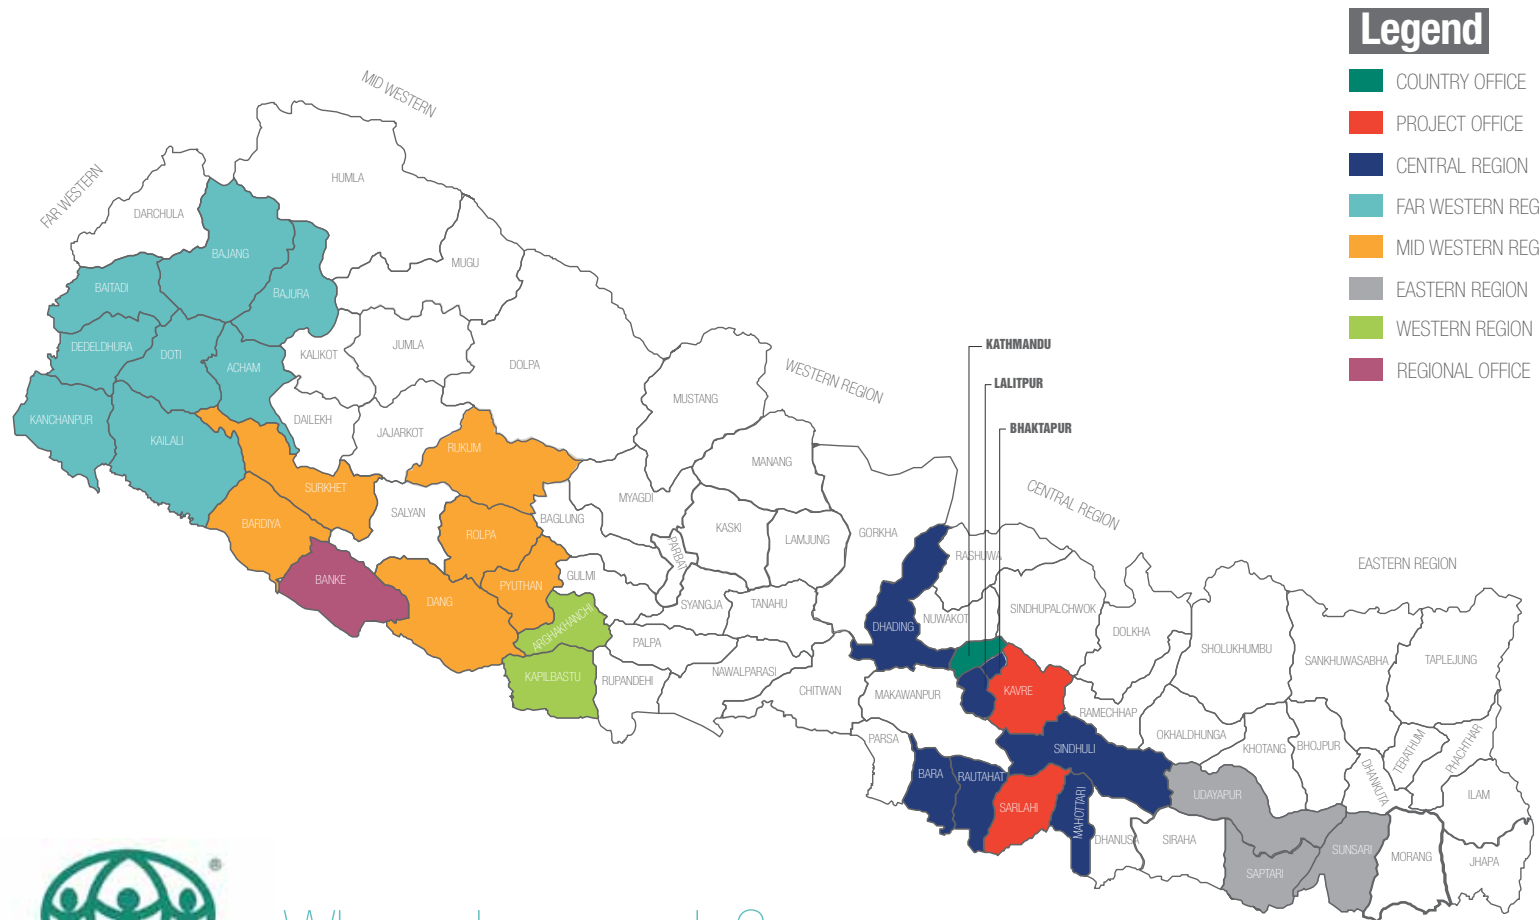 Legend
COUNTRY OFFICE
PROJECT OFFICE
CENTRAL REGION
FAR WESTERN REG
MID WESTERN REG
EASTERN REGION
WESTERN REGION
REGIONAL OFFICE
MID WESTERN
FAR WESTERN
HUMLA
DARCHULA
BAJANG
MUGU
BAITADI
BAJURA
DEDELDHURA
DOTI
ACHAM
KALIKOT
JUMLA
DOLPA
KATHMANDU
WESTERN REGION
LALITPUR
MUSTANG
KANCHANPUR
KAILALI
DAILEKH
JAJARKOT
BHAKTAPUR
RUKUM
MANANG
SURKHET
MYAGDI
CENTRAL REGION
BARDIYA
SALYAN
BAGLUNG
KASKI
ROLPA
LAMJUNG
GORKHA
PARBAT
RASHUWA
EASTERN REGION
BANKE
GULMI
PYUTHAN
DANG
SYANGJA
TANAHU
NUWAKOT
SINDHUPALCHWOK
ARGHAKHANCHI
DHADING
DOLKHA
PALPA
SHOLUKHUMBU
SANKHUWASABHA
TAPLEJUNG
KAPILBASTU
RUPANDEHI
NAWALPARASI
CHITWAN
MAKAWANPUR
KAVRE
RAMECHHAP
PARSA
OKHALDHUNGA
SINDHULI
KHOTANG
BHOJPUR
TERATHUM
PHACHTHAR
BARA
RAUTAHAT
DHANKUTA
UDAYAPUR
ILAM
SARLAHI
MAHOTTARI
DHANUSA
SIRAHA
SUNSARI
MORANG
JHAPA
SAPTARI
®